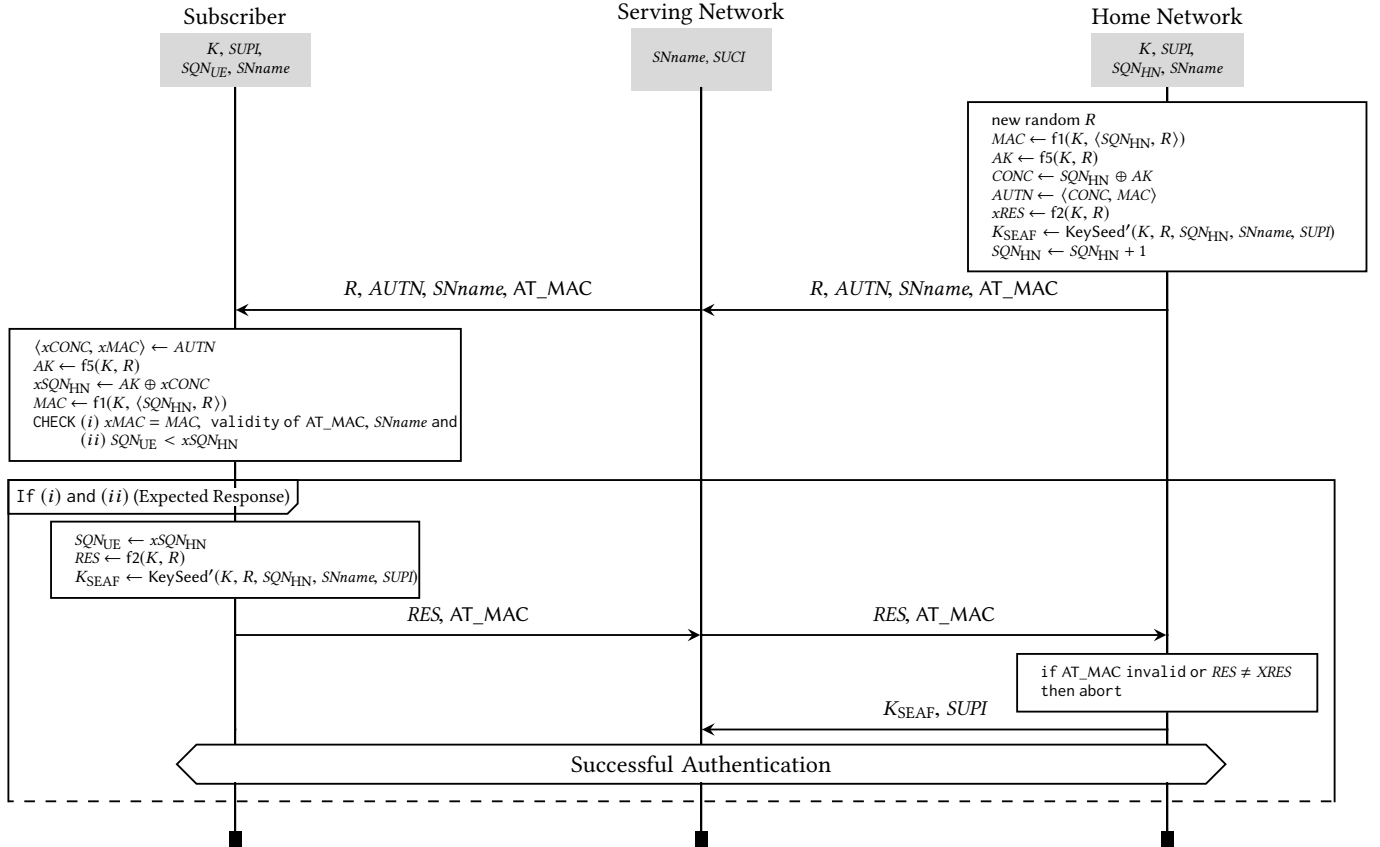 Subscriber
Serving Network
Home Network
K, SUPI,
SQN_UE, SNname
SNname, SUCI
K, SUPI,
SQN_HN, SNname
new random R
MAC ← f1(K, ⟨SQN_HN, R⟩)
AK ← f5(K, R)
CONC ← SQN_HN ⊕ AK
AUTN ← ⟨CONC, MAC⟩
xRES ← f2(K, R)
K_SEAF ← KeySeed′(K, R, SQN_HN, SNname, SUPI)
SQN_HN ← SQN_HN + 1
R, AUTN, SNname, AT_MAC
R, AUTN, SNname, AT_MAC
⟨xCONC, xMAC⟩ ← AUTN
AK ← f5(K, R)
xSQN_HN ← AK ⊕ xCONC
MAC ← f1(K, ⟨SQN_HN, R⟩)
CHECK (i) xMAC = MAC, validity of AT_MAC, SNname and
(ii) SQN_UE < xSQN_HN
If (i) and (ii) (Expected Response)
SQN_UE ← xSQN_HN
RES ← f2(K, R)
K_SEAF ← KeySeed′(K, R, SQN_HN, SNname, SUPI)
RES, AT_MAC
RES, AT_MAC
if AT_MAC invalid or RES ≠ XRES
then abort
K_SEAF, SUPI
Successful Authentication